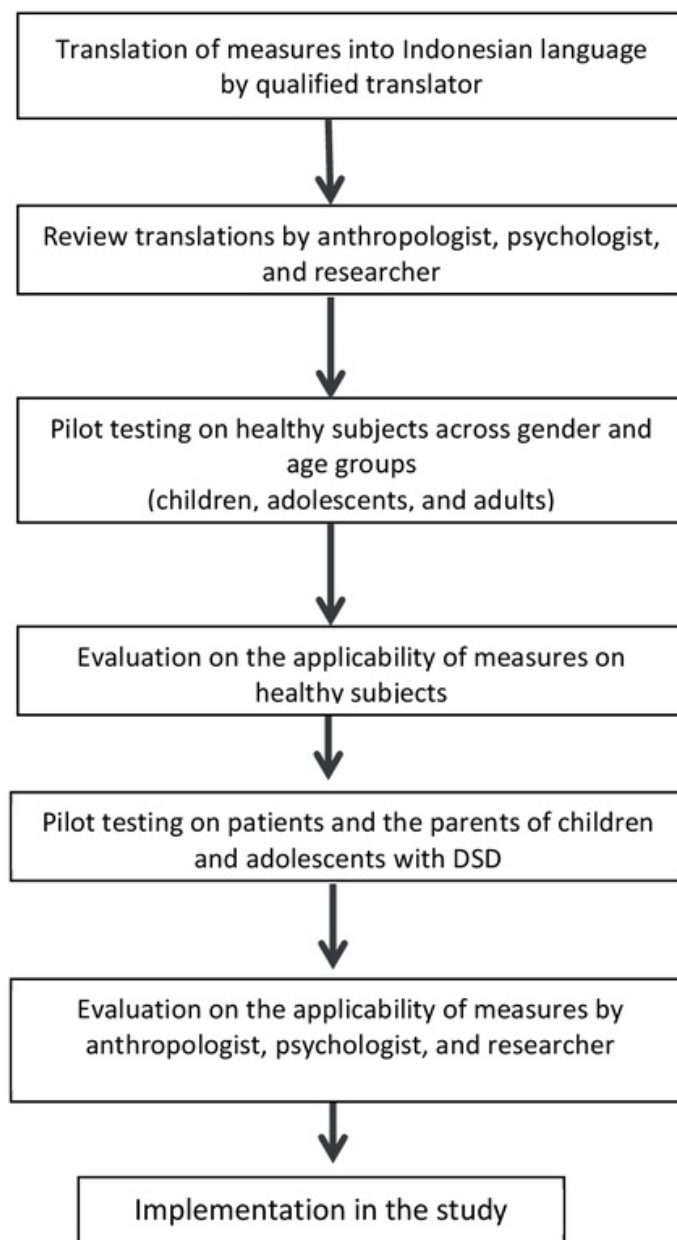 Translation of measures into Indonesian language
by qualified translator
Review translations by anthropologist, psychologist,
and researcher
Pilot testing on healthy subjects across gender and
age groups
(children, adolescents, and adults)
Evaluation on the applicability of measures on
healthy subjects
Pilot testing on patients and the parents of children
and adolescents with DSD
Evaluation on the applicability of measures by
anthropologist, psychologist, and researcher
Implementation in the study